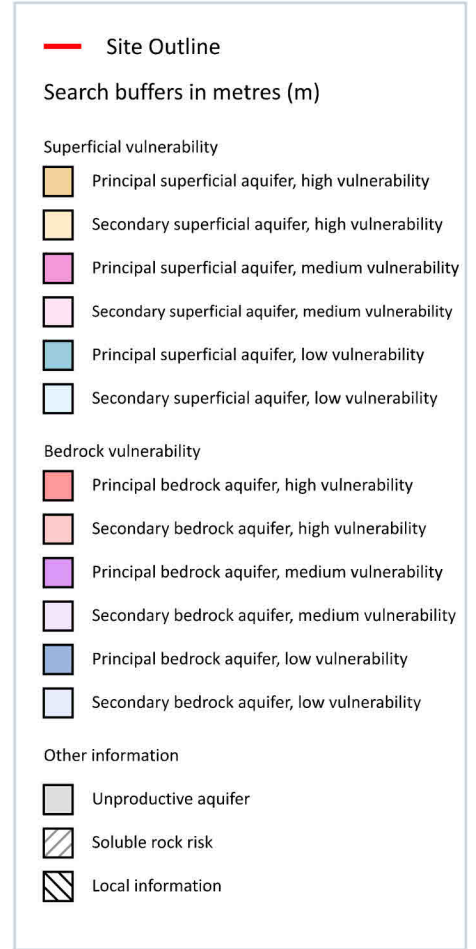 Site Outline
Search buffers in metres (m)
Superficial vulnerability
Principal superficial aquifer, high vulnerability
Secondary superficial aquifer, high vulnerability
Principal superficial aquifer, medium vulnerability
Secondary superficial aquifer, medium vulnerability
Principal superficial aquifer, low vulnerability
Secondary superficial aquifer, low vulnerability
Bedrock vulnerability
Principal bedrock aquifer, high vulnerability
Secondary bedrock aquifer, high vulnerability
Principal bedrock aquifer, medium vulnerability
Secondary bedrock aquifer, medium vulnerability
Principal bedrock aquifer, low vulnerability
Secondary bedrock aquifer, low vulnerability
Other information
Unproductive aquifer
Soluble rock risk
Local information